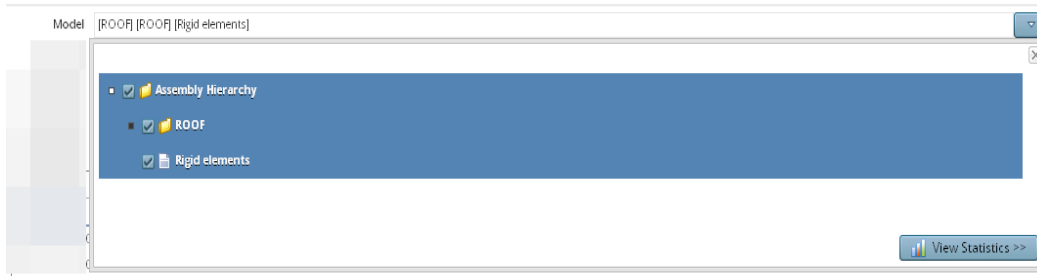 Model [ROOF] [ROOF] [Rigid elements]
Assembly Hierarchy
ROOF
Rigid elements
View Statistics >>